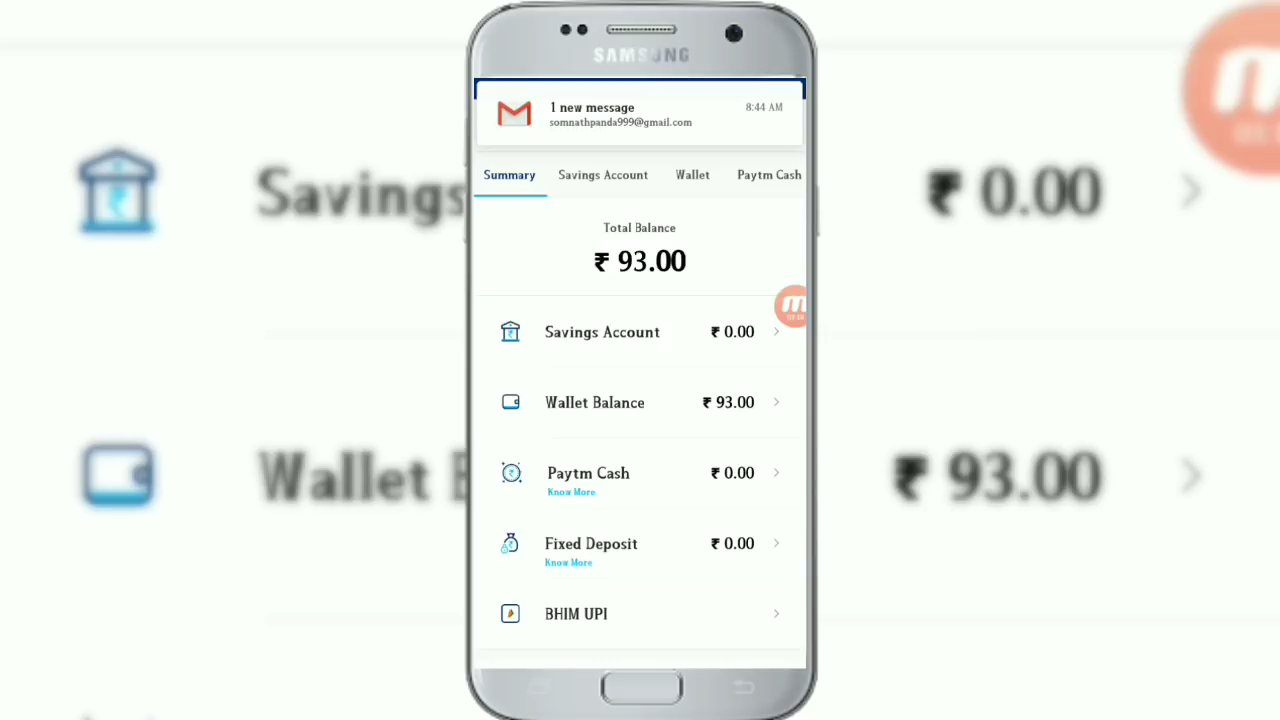 SAMSUNG
1 new message
8:44 AM
somnathpanda999@gmail.com
Summary
Savings Account
Wallet
Paytm Cash
Total Balance
₹ 93.00
Savings Account
₹ 0.00
Wallet Balance
₹ 93.00
Paytm Cash
₹ 0.00
Know More
Fixed Deposit
₹ 0.00
Know More
BHIM UPI
Savings
₹ 0.00
Wallet
₹ 93.00